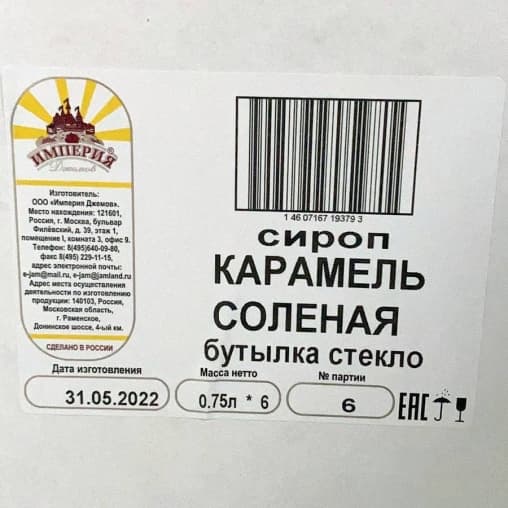 ИМПЕРИЯ
Джемов
Изготовитель:
ООО «Империя Джемов».
Место нахождения: 121601,
Россия, г. Москва, бульвар
Филёвский, д. 39, этаж 1,
помещение I, комната 3, офис 9.
Телефон: 8(495)640-09-80,
факс 8(495) 229-11-15,
адрес электронной почты:
e-jam@mail.ru, e-jam@jamland.ru
Адрес места осуществления
деятельности по изготовлению
продукции: 140103, Россия,
Московская область,
г. Раменское,
Донинское шоссе, 4-ый км.
СДЕЛАНО В РОССИИ
1 46 07167 19379 3
сироп
КАРАМЕЛЬ
СОЛЕНАЯ
бутылка стекло
Дата изготовления
31.05.2022
Масса нетто
0.75л * 6
№ партии
6
ЕАС